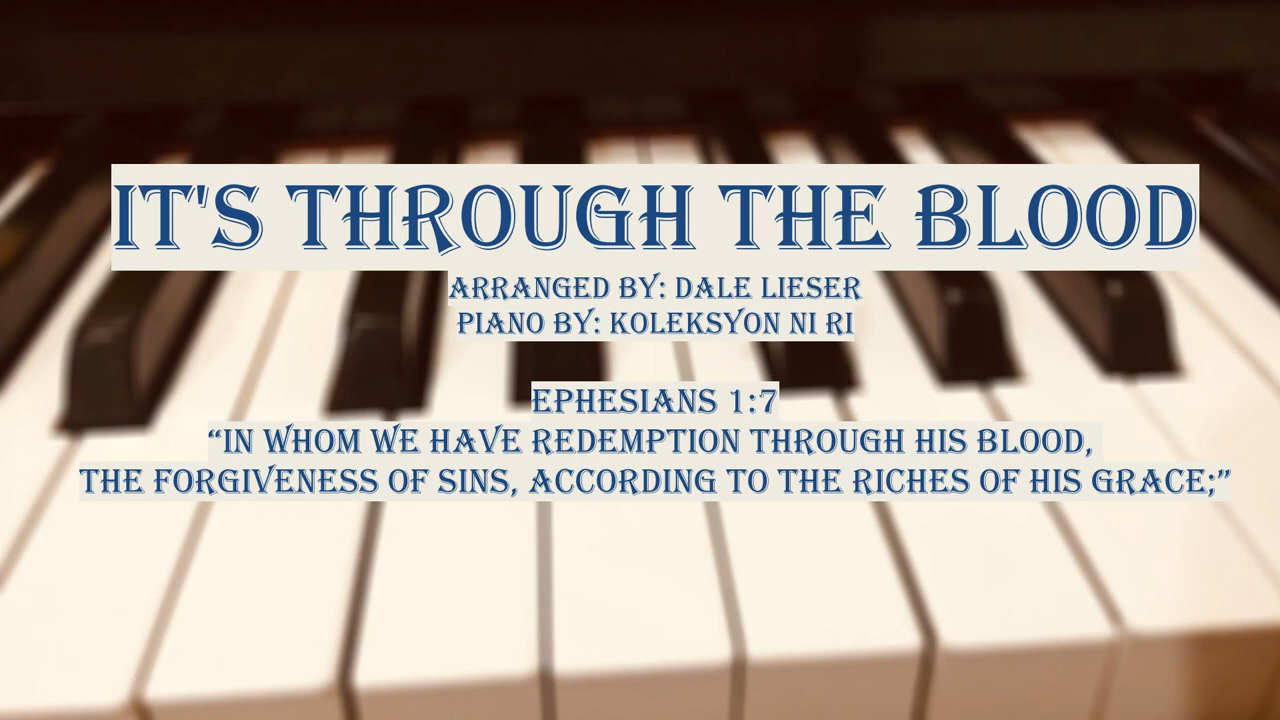 IT'S THROUGH THE BLOOD
ARRANGED BY: DALE LIESER
PIANO BY: KOLEKSYON NI RI
EPHESIANS 1:7
“IN WHOM WE HAVE REDEMPTION THROUGH HIS BLOOD,
THE FORGIVENESS OF SINS, ACCORDING TO THE RICHES OF HIS GRACE;”